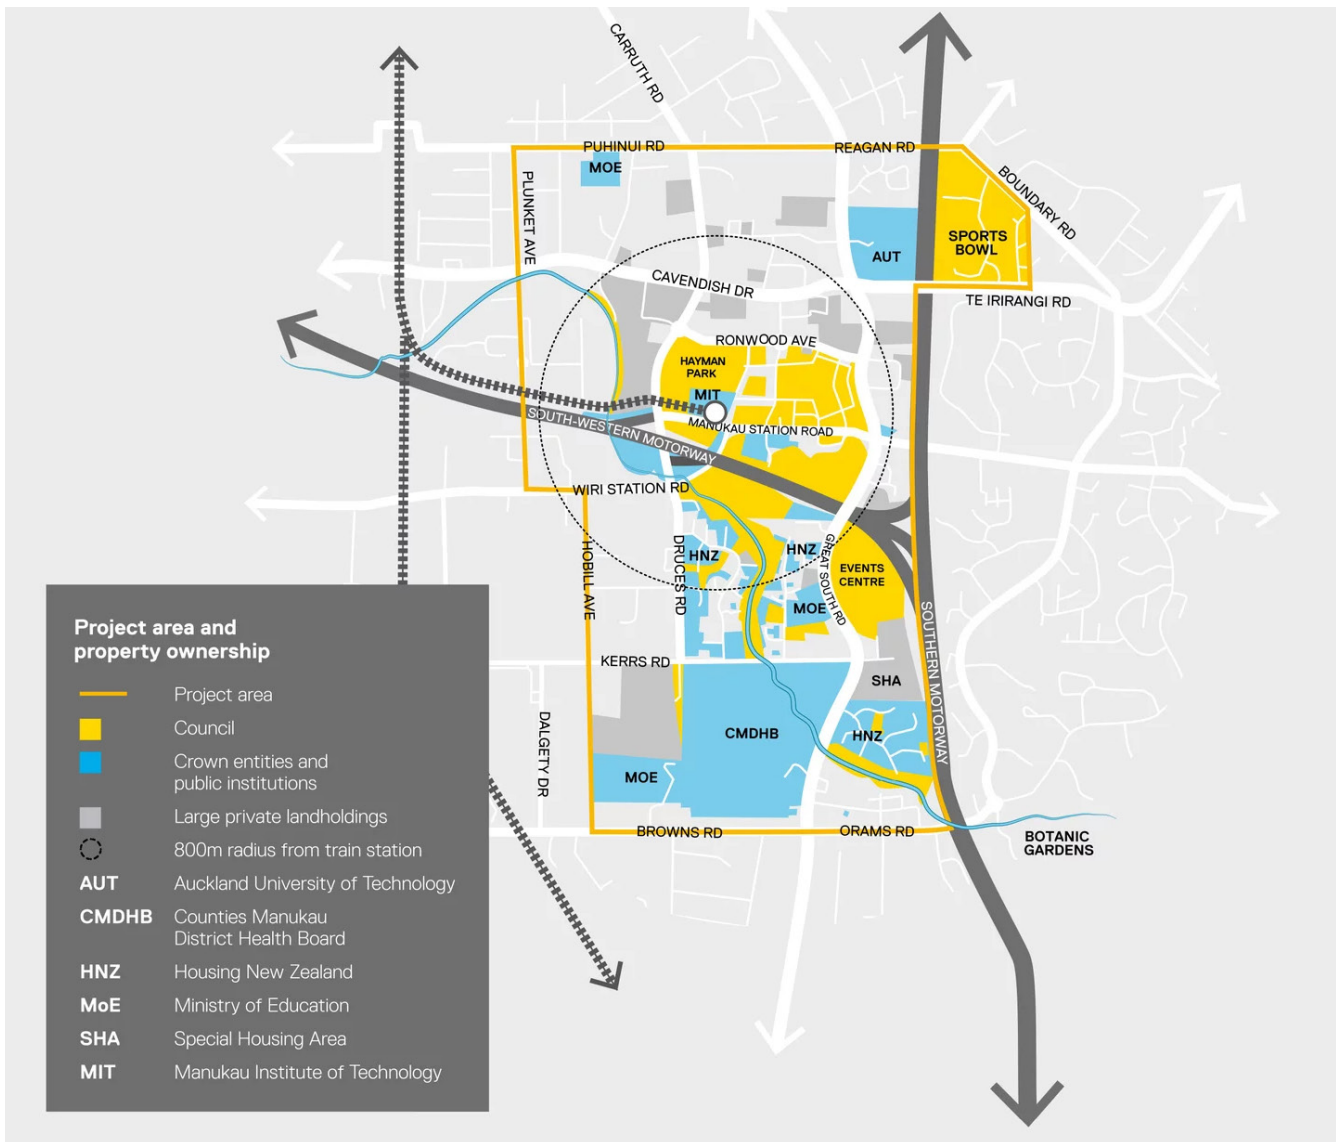 CARRUTH RD
PUHINUI RD
REAGAN RD
MOE
PLUNKET AVE
BOUNDARY RD
SPORTS
BOWL
AUT
CAVENDISH DR
TE IRIRANGI RD
RONWOOD AVE
HAYMAN
PARK
MIT
MANUKAU STATION ROAD
SOUTH-WESTERN MOTORWAY
WIRI STATION RD
HNZ
HNZ
DRUCES RD
HOBILL AVE
GREAT SOUTH RD
EVENTS
CENTRE
MOE
SOUTHERN MOTORWAY
KERRS RD
SHA
DALGETY DR
CMDHB
HNZ
MOE
BROWNS RD
ORAMS RD
BOTANIC
GARDENS
Project area and
property ownership
Project area
Council
Crown entities and
public institutions
Large private landholdings
800m radius from train station
AUT Auckland University of Technology
CMDHB Counties Manukau
District Health Board
HNZ Housing New Zealand
MoE Ministry of Education
SHA Special Housing Area
MIT Manukau Institute of Technology